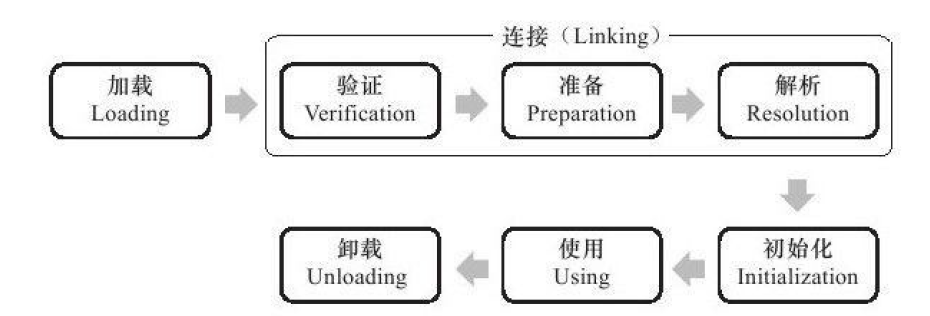 连接（Linking）
加载
Loading
验证
Verification
准备
Preparation
解析
Resolution
初始化
Initialization
使用
Using
卸载
Unloading